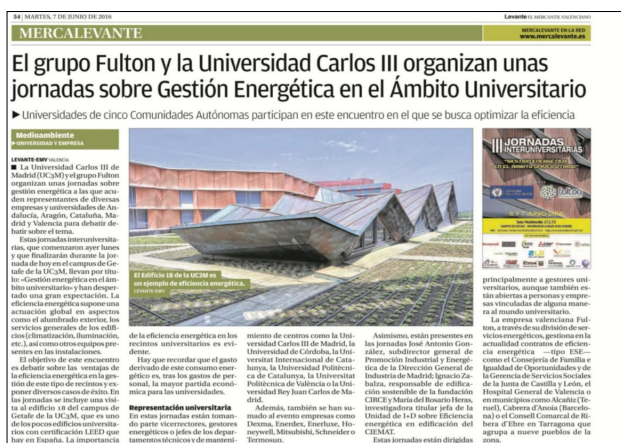 54 | MARTES, 7 DE JUNIO DE 2016
Levante EL MERCANTIL VALENCIANO
MERCALEVANTE
MERCALEVANTE EN LA RED
www.mercalevante.es
El grupo Fulton y la Universidad Carlos III organizan unas
jornadas sobre Gestión Energética en el Ámbito Universitario
▶ Universidades de cinco Comunidades Autónomas participan en este encuentro en el que se busca optimizar la eficiencia
Medioambiente
▶ UNIVERSIDAD Y EMPRESA
LEVANTE-EMV VALENCIA
■ La Universidad Carlos III de
Madrid (UC3M) y el grupo Fulton
organizan unas jornadas sobre
gestión energética a las que acu-
den representantes de diversas
empresas y universidades de An-
dalucía, Aragón, Cataluña, Ma-
drid y Valencia para debatir de-
batir sobre el tema.
Estas jornadas interuniversita-
rias, que comenzaron ayer lunes
y que finalizarán durante la jor-
nada de hoy en el campus de Ge-
tafe de la UC3M, llevan por títu-
lo: «Gestión energética en el ám-
bito universitario» y han desper-
tado una gran expectación. La
eficiencia energética supone una
actuación global en aspectos
como el alumbrado exterior, los
servicios generales de los edifi-
cios (climatización, iluminación,
etc.) así como otros equipos pre-
sentes en las instalaciones.
El objetivo de este encuentro
es debatir sobre las ventajas de
la eficiencia energética en la ges-
tión de este tipo de recintos y ex-
poner diversos casos de éxito. En
las jornadas se incluye una visi-
ta al edificio 18 del campus de
Getafe de la UC3M, que es uno
de los pocos edificios universita-
rios con certificación LEED que
hay en España. La importancia
El Edificio 18 de la UC3M es
un ejemplo de eficiencia energética.
LEVANTE-EMV
de la eficiencia energética en los
recintos universitarios es evi-
dente.
Hay que recordar que el gasto
derivado de este consumo ener-
gético es, tras los gastos de per-
sonal, la mayor partida econó-
mica para las universidades.
Representación universitaria
En estas jornadas están toman-
do parte vicerrectores, gestores
energéticos o jefes de los depar-
tamentos técnicos y de manteni-
miento de centros como la Uni-
versidad Carlos III de Madrid, la
Universidad de Córdoba, la Uni-
versitat Internacional de Cata-
lunya, la Universidad Politècni-
ca de Catalunya, la Universitat
Politècnica de València o la Uni-
versidad Rey Juan Carlos de Ma-
drid.
Además, también se han su-
mado al evento empresas como
Dexma, Enerdex, Enerluxe, Ho-
neywell, Mitsubishi, Schneider o
Termosun.
Asimismo, están presentes en
las jornadas José Antonio Gon-
zález, subdirector general de
Promoción Industrial y Energé-
tica de la Dirección General de
Industria de Madrid; Ignacio Za-
balza, responsable de edifica-
ción sostenible de la fundación
CIRCE y María del Rosario Heras,
investigadora titular jefa de la
Unidad de I+D sobre Eficiencia
energética en edificación del
CIEMAT.
Estas jornadas están dirigidas
III JORNADAS
INTERUNIVERSITARIAS
"GESTIÓN ENERGÉTICA
EN EL ÁMBITO UNIVERSITARIO"
fulton
6 Y 7 JUNIO
principalmente a gestores uni-
versitarios, aunque también es-
tán abiertas a personas y empre-
sas vinculadas de alguna mane-
ra al mundo universitario.
La empresa valenciana Ful-
ton, a través de su división de ser-
vicios energéticos, gestiona en la
actualidad contratos de eficien-
cia energética —tipo ESE—
como el Consejería de Familia e
Igualdad de Oportunidades y de
la Gerencia de Servicios Sociales
de la Junta de Castilla y León, el
Hospital General de Valencia o
en municipios como Alcañiz (Te-
ruel), Cabrera d'Anoia (Barcelo-
na) o el Consell Comarcal de Ri-
bera d'Ebre en Tarragona que
agrupa a nueve pueblos de la
zona.